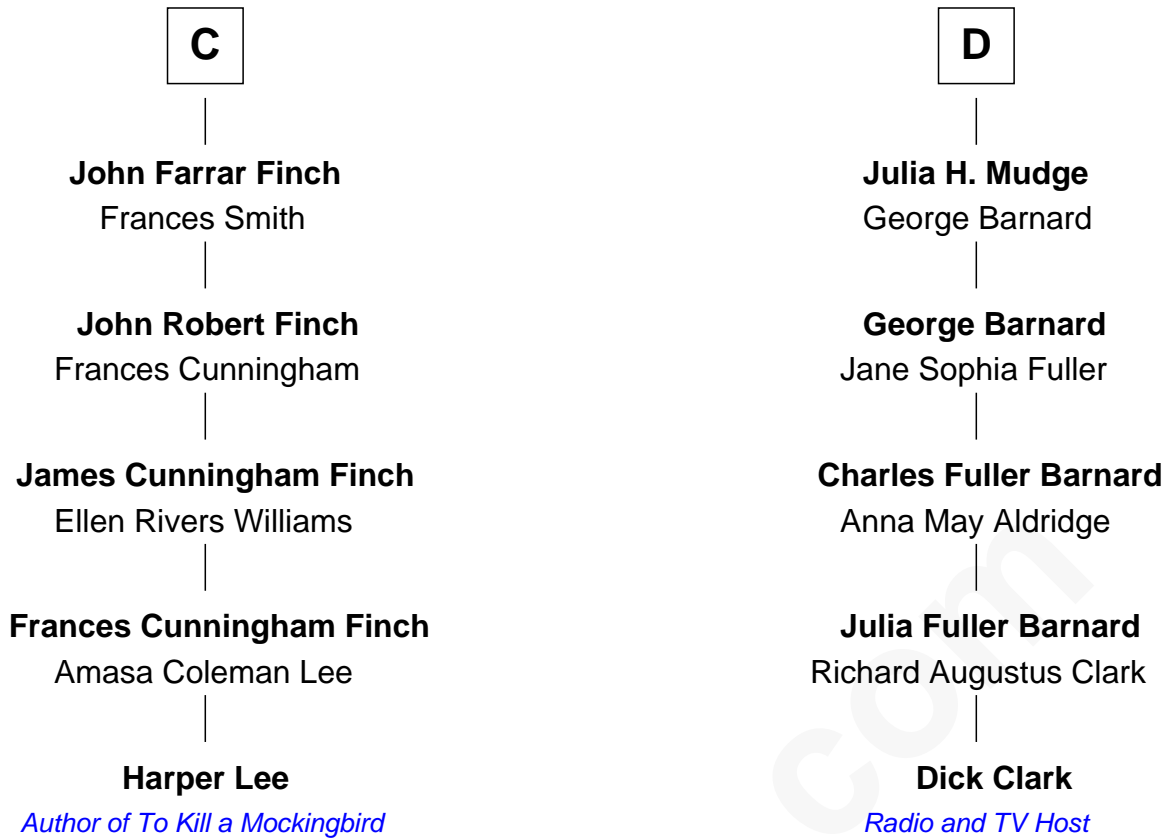 C
John Farrar Finch
Frances Smith
John Robert Finch
Frances Cunningham
James Cunningham Finch
Ellen Rivers Williams
Frances Cunningham Finch
Amasa Coleman Lee
Harper Lee
Author of To Kill a Mockingbird
D
Julia H. Mudge
George Barnard
George Barnard
Jane Sophia Fuller
Charles Fuller Barnard
Anna May Aldridge
Julia Fuller Barnard
Richard Augustus Clark
Dick Clark
Radio and TV Host
com